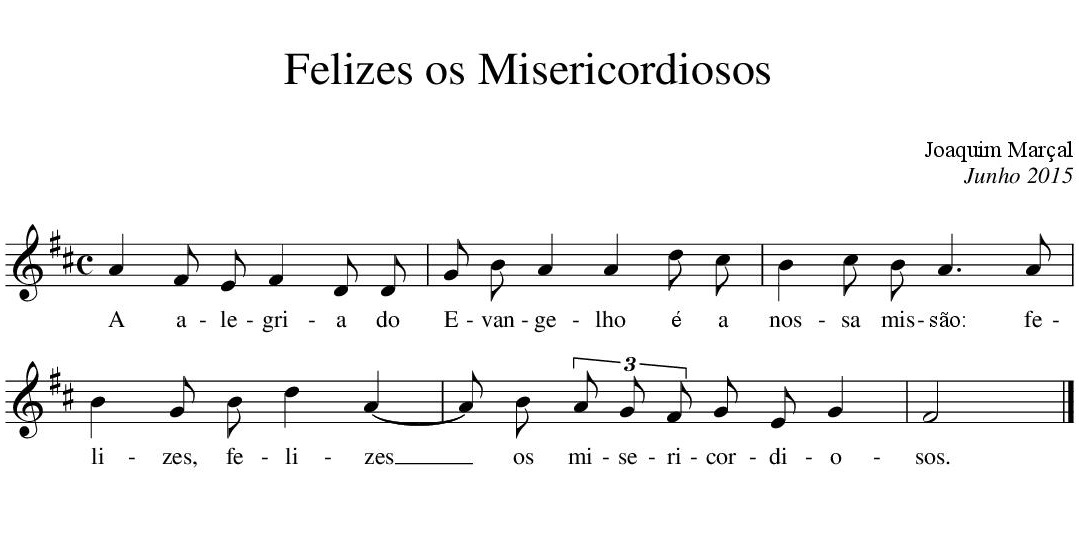 Felizes os Misericordiosos
Joaquim Marçal
Junho 2015
A a - le - gri - a do E - van - ge - lho é a nos - sa mis - são: fe -
3
li - zes, fe - li - zes os mi - se - ri - cor - di - o - sos.